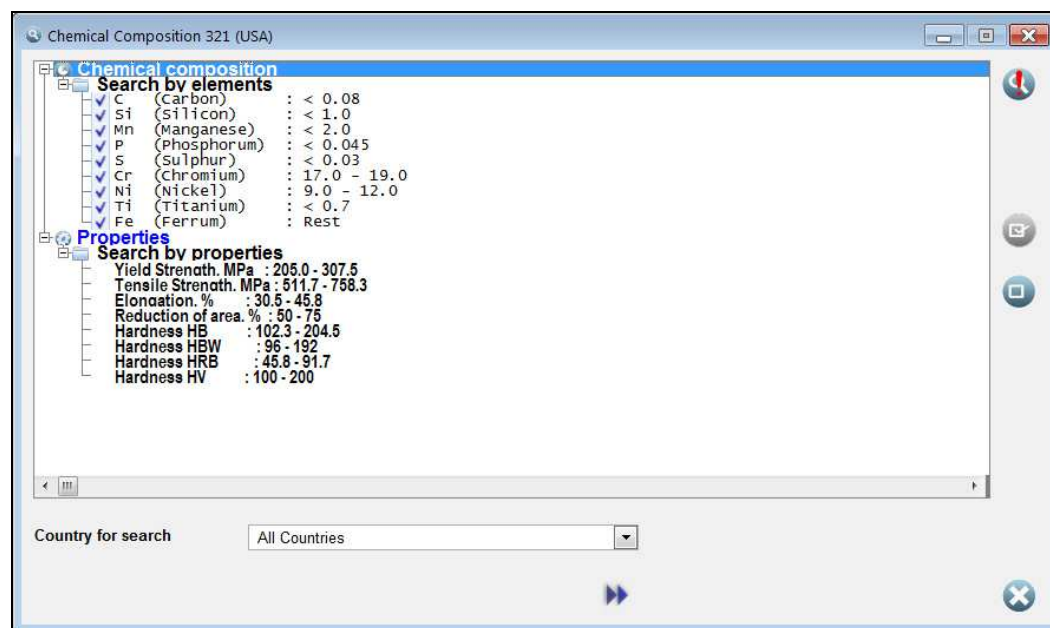 Chemical Composition 321 (USA)
Chemical composition
Search by elements
C (Carbon) : < 0.08
Si (Silicon) : < 1.0
Mn (Manganese) : < 2.0
P (Phosphorum) : < 0.045
S (Sulphur) : < 0.03
Cr (Chromium) : 17.0 - 19.0
Ni (Nickel) : 9.0 - 12.0
Ti (Titanium) : < 0.7
Fe (Ferrum) : Rest
Properties
Search by properties
Yield Strength, MPa : 205.0 - 307.5
Tensile Strength, MPa : 511.7 - 758.3
Elongation, % : 30.5 - 45.8
Reduction of area, % : 50 - 75
Hardness HB : 102.3 - 204.5
Hardness HBW : 96 - 192
Hardness HRB : 45.8 - 91.7
Hardness HV : 100 - 200
Country for search All Countries